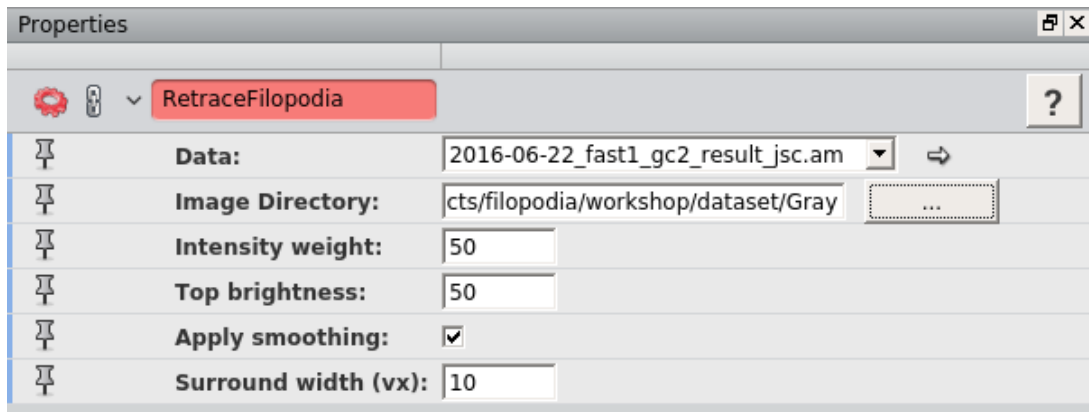 Properties
RetraceFilopodia ?
Data: 2016-06-22_fast1_gc2_result_jsc.am
Image Directory: cts/filopodia/workshop/dataset/Gray ...
Intensity weight: 50
Top brightness: 50
Apply smoothing:
Surround width (vx): 10